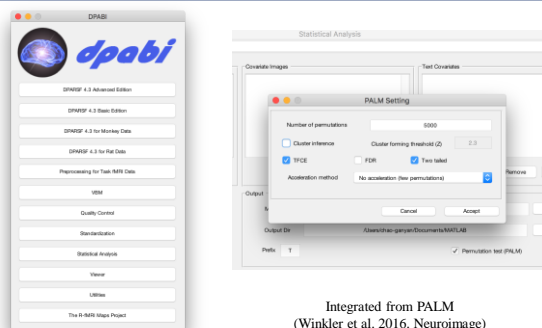 DPABI
dpabi
DPARSF 4.3 Advanced Edition
DPARSF 4.3 Basic Edition
DPARSF 4.3 for Monkey Data
DPARSF 4.3 for Rat Data
Preprocessing for Task fMRI Data
VBM
Quality Control
Standardization
Statistical Analysis
Viewer
Utilities
The R-fMRI Maps Project
Statistical Analysis
Covariate Images
Text Covariates
PALM Setting
Number of permutations 5000
Cluster inference Cluster forming threshold (Z) 2.3
TFCE FDR Two tailed
Acceleration method No acceleration (few permutations)
Remove
Output
Cancel Accept
Output Dir /Users/chao-ganyan/Documents/MATLAB
Prefix T Permutation test (PALM)
Integrated from PALM
(Winkler et al. 2016, Neuroimage)